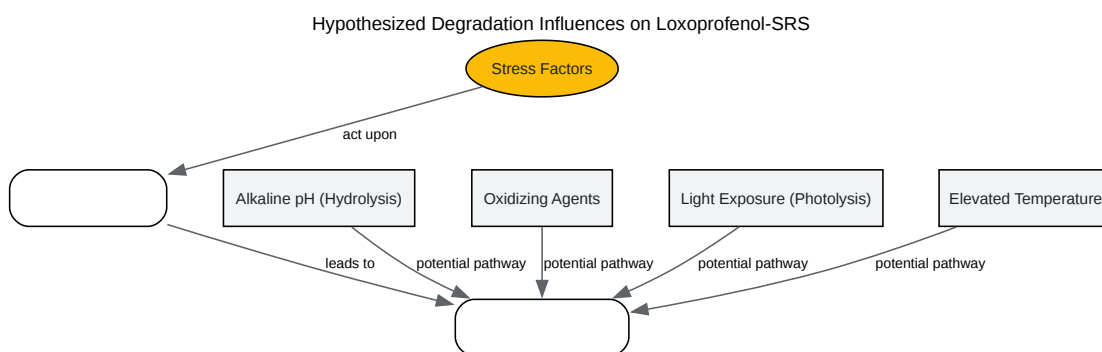 Hypothesized Degradation Influences on Loxoprofenol-SRS
Stress Factors
act upon
Alkaline pH (Hydrolysis)
Oxidizing Agents
Light Exposure (Photolysis)
Elevated Temperature
leads to
potential pathway
potential pathway
potential pathway
potential pathway